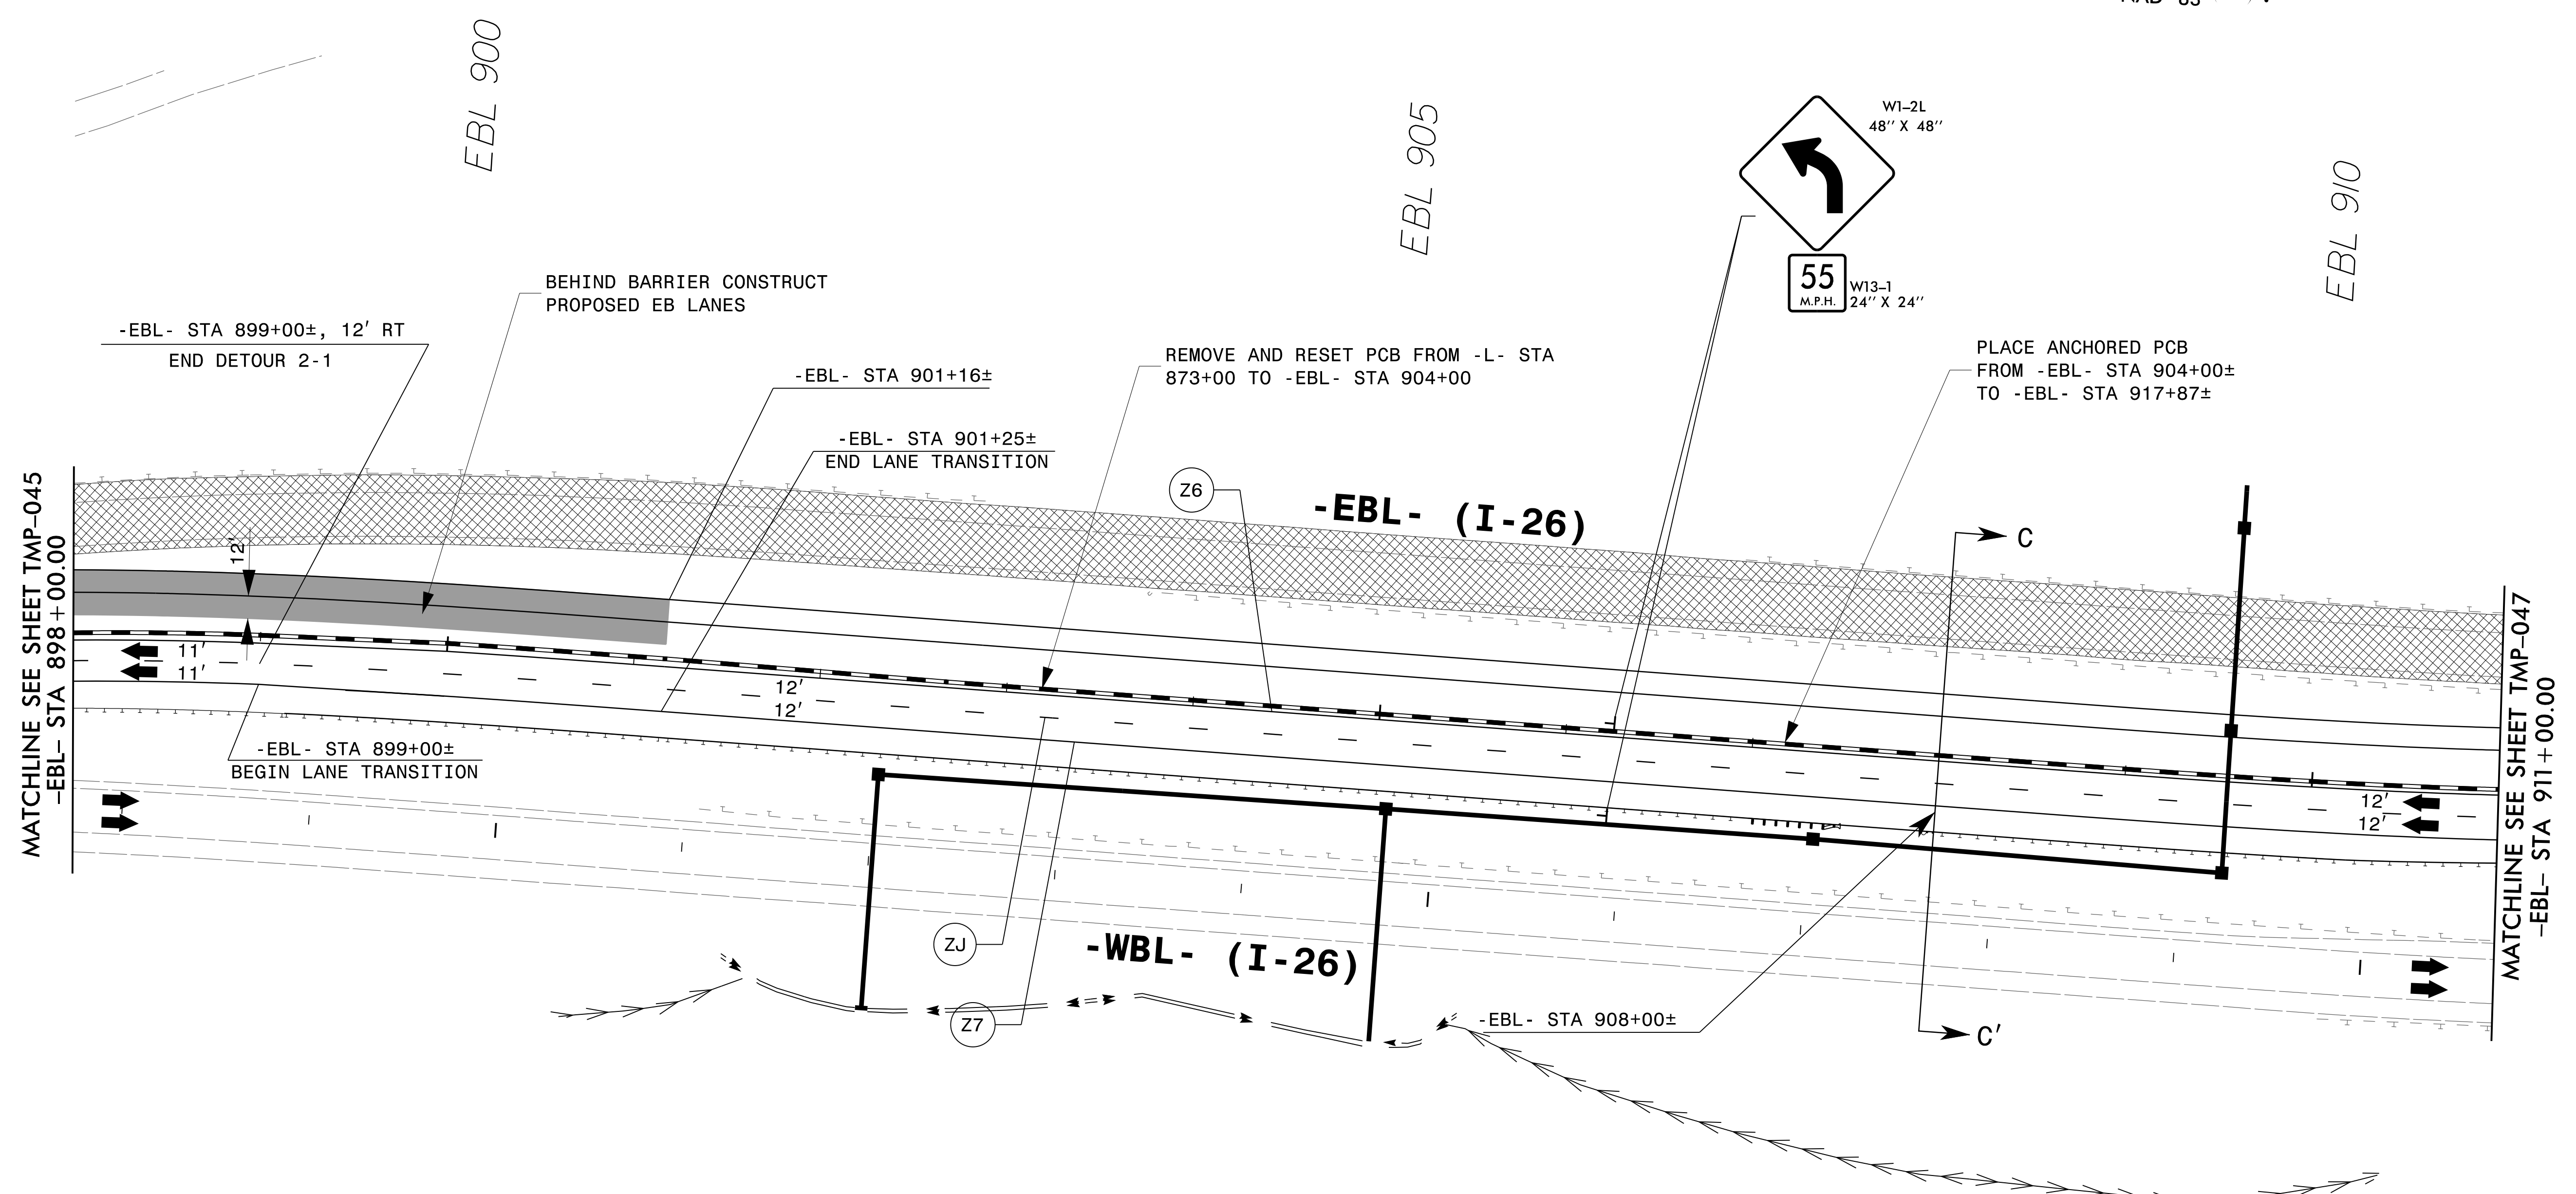 EBL 900
EBL 905
EBL 910
W1–2L
48″ X 48″
55
M.P.H.
W13–1
24″ X 24″
BEHIND BARRIER CONSTRUCT
PROPOSED EB LANES
-EBL- STA 899+00±, 12′ RT
END DETOUR 2-1
-EBL- STA 901+16±
-EBL- STA 901+25±
END LANE TRANSITION
REMOVE AND RESET PCB FROM -L- STA
873+00 TO -EBL- STA 904+00
PLACE ANCHORED PCB
FROM -EBL- STA 904+00±
TO -EBL- STA 917+87±
Z6
-EBL- (I-26)
C
MATCHLINE SEE SHEET TMP–045
–EBL– STA 898+00.00
12′
11′
11′
12′
12′
-EBL- STA 899+00±
BEGIN LANE TRANSITION
12′
12′
MATCHLINE SEE SHEET TMP–047
–EBL– STA 911+00.00
ZJ
-WBL- (I-26)
Z7
-EBL- STA 908+00±
C′